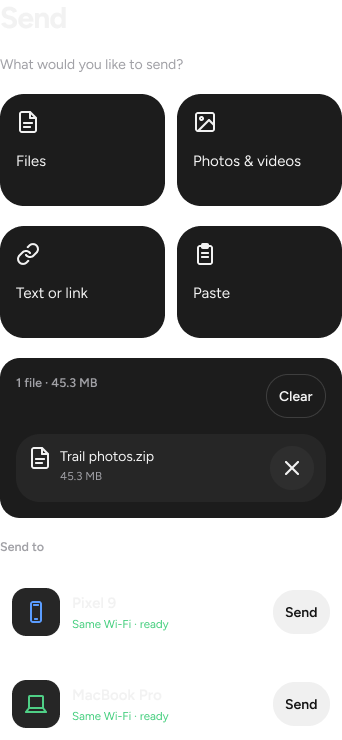 Send
What would you like to send?
Files
Photos & videos
Text or link
Paste
1 file · 45.3 MB
Clear
Trail photos.zip
45.3 MB
Send to
Pixel 9
Same Wi-Fi · ready
Send
MacBook Pro
Same Wi-Fi · ready
Send